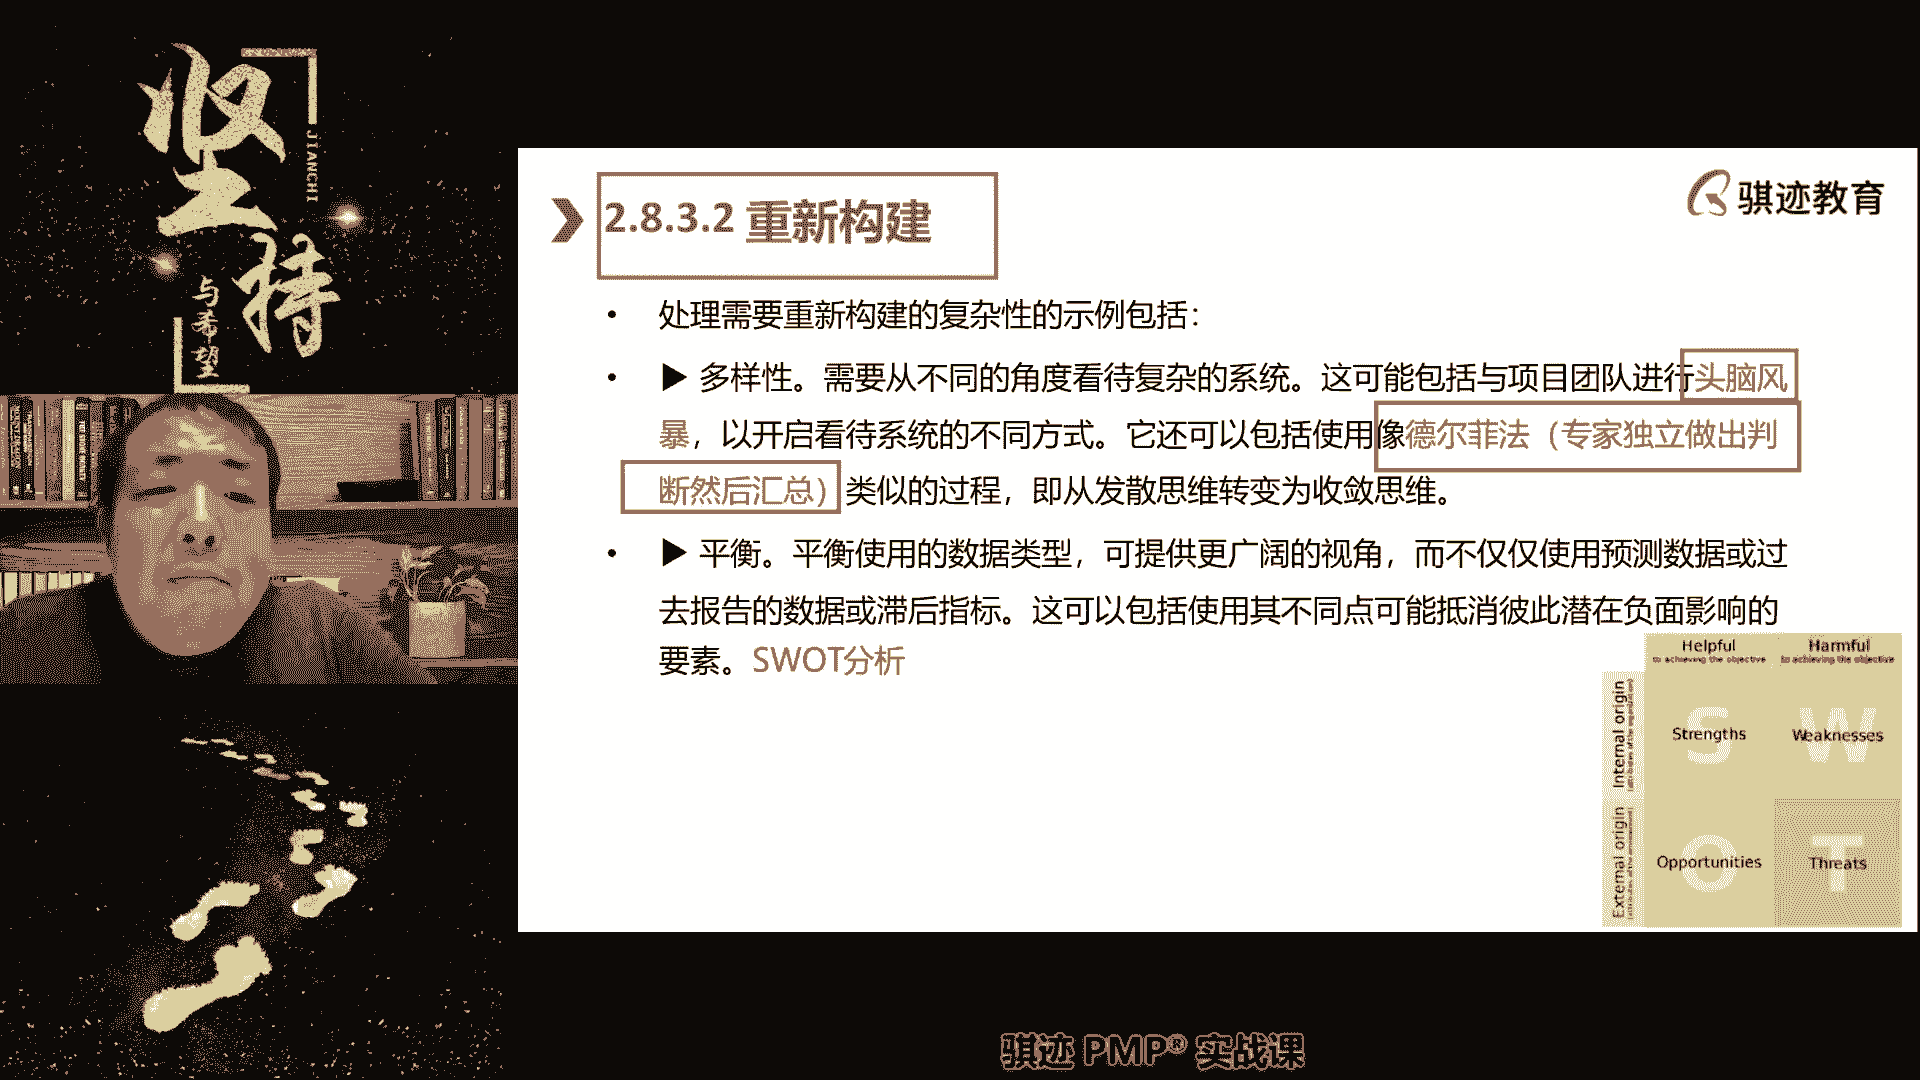 坚持
JIANCHI
与希望
骐迹教育
2.8.3.2 重新构建
• 处理需要重新构建的复杂性的示例包括：
• ▶ 多样性。需要从不同的角度看待复杂的系统。这可能包括与项目团队进行头脑风
暴，以开启看待系统的不同方式。它还可以包括使用像德尔菲法（专家独立做出判
断然后汇总）类似的过程，即从发散思维转变为收敛思维。
• ▶ 平衡。平衡使用的数据类型，可提供更广阔的视角，而不仅仅使用预测数据或过
去报告的数据或滞后指标。这可以包括使用其不同点可能抵消彼此潜在负面影响的
要素。SWOT分析
Helpful
to achieving the objective
Harmful
to achieving the objective
Internal origin
S
Strengths
W
Weaknesses
External origin
O
Opportunities
T
Threats
骐迹 PMP® 实战课